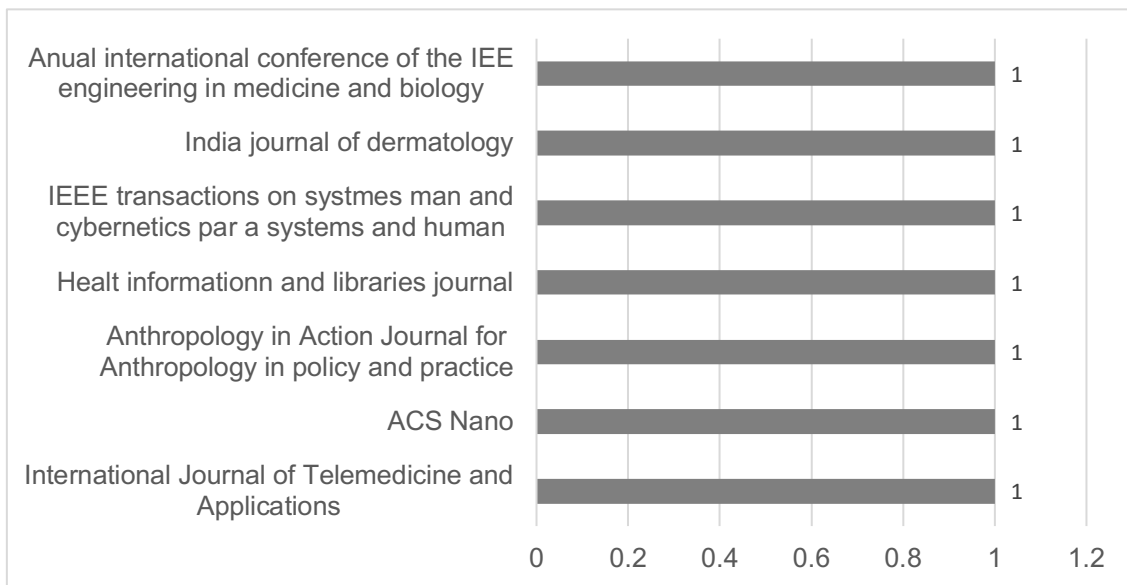 Anual international conference of the IEE
engineering in medicine and biology
1
India journal of dermatology
1
IEEE transactions on systmes man and
cybernetics par a systems and human
1
Healt informationn and libraries journal
1
Anthropology in Action Journal for
Anthropology in policy and practice
1
ACS Nano
1
International Journal of Telemedicine and
Applications
1
0 0.2 0.4 0.6 0.8 1 1.2